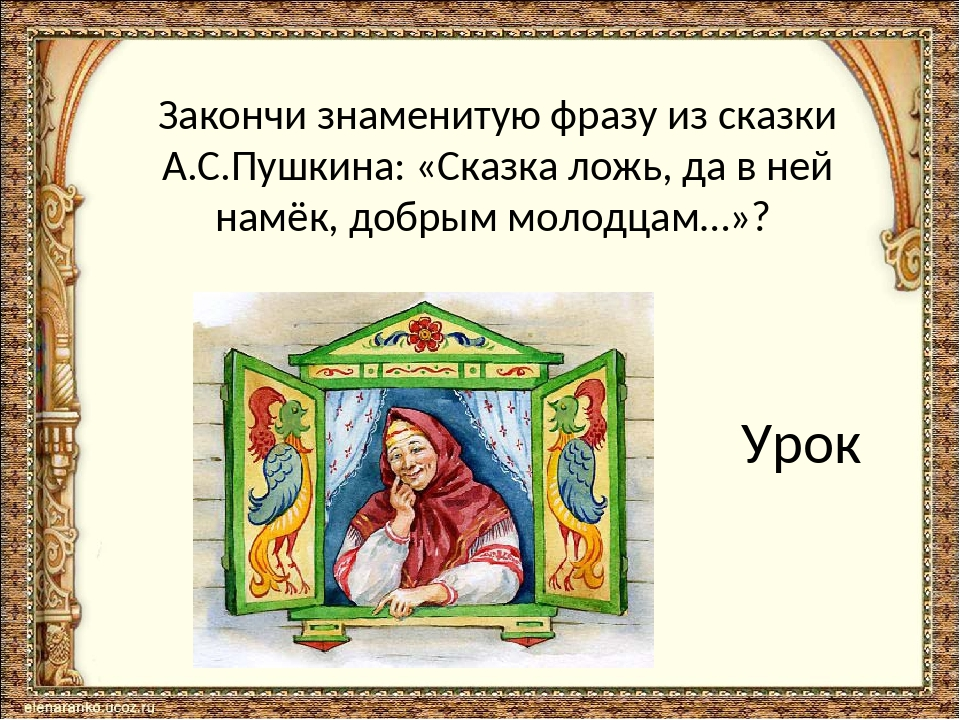 Закончи знаменитую фразу из сказки
А.С.Пушкина: «Сказка ложь, да в ней
намёк, добрым молодцам…»?
Урок
elenaranko.ucoz.ru